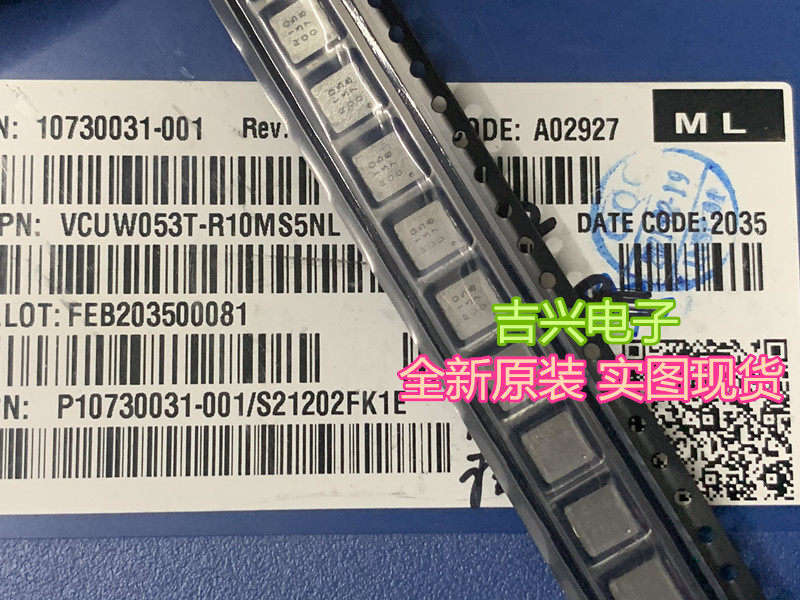 N: 10730031-001 Rev. ODE: A02927 ML
PN: VCUW053T-R10MS5NL DATE CODE:2035
LOT: FEB203500081
吉兴电子
全新原装 实图现货
N: P10730031-001/S21202FK1E